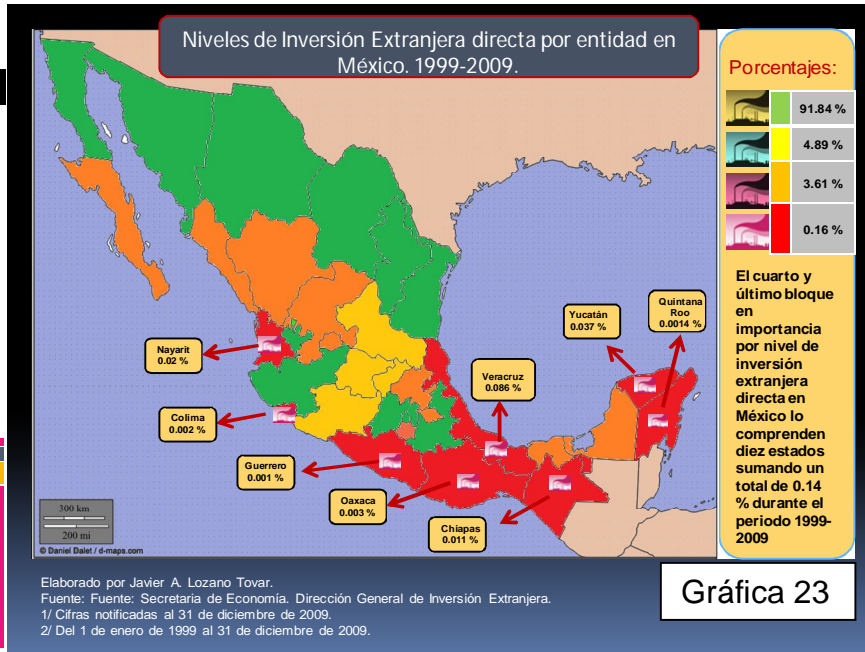 Niveles de Inversión Extranjera directa por entidad en
México. 1999-2009.
Porcentajes:
91.84 %
4.89 %
3.61 %
0.16 %
El cuarto y
último bloque
en
importancia
por nivel de
inversión
extranjera
directa en
México lo
comprenden
diez estados
sumando un
total de 0.14
% durante el
periodo 1999-
2009
Quintana
Roo
0.0014 %
Yucatán
0.037 %
Nayarit
0.02 %
Veracruz
0.086 %
Colima
0.002 %
Guerrero
0.001 %
Oaxaca
0.003 %
Chiapas
0.011 %
300 km
200 mi
© Daniel Dalet / d-maps.com
Elaborado por Javier A. Lozano Tovar.
Fuente: Fuente: Secretaria de Economía. Dirección General de Inversión Extranjera.
1/ Cifras notificadas al 31 de diciembre de 2009.
2/ Del 1 de enero de 1999 al 31 de diciembre de 2009.
Gráfica 23